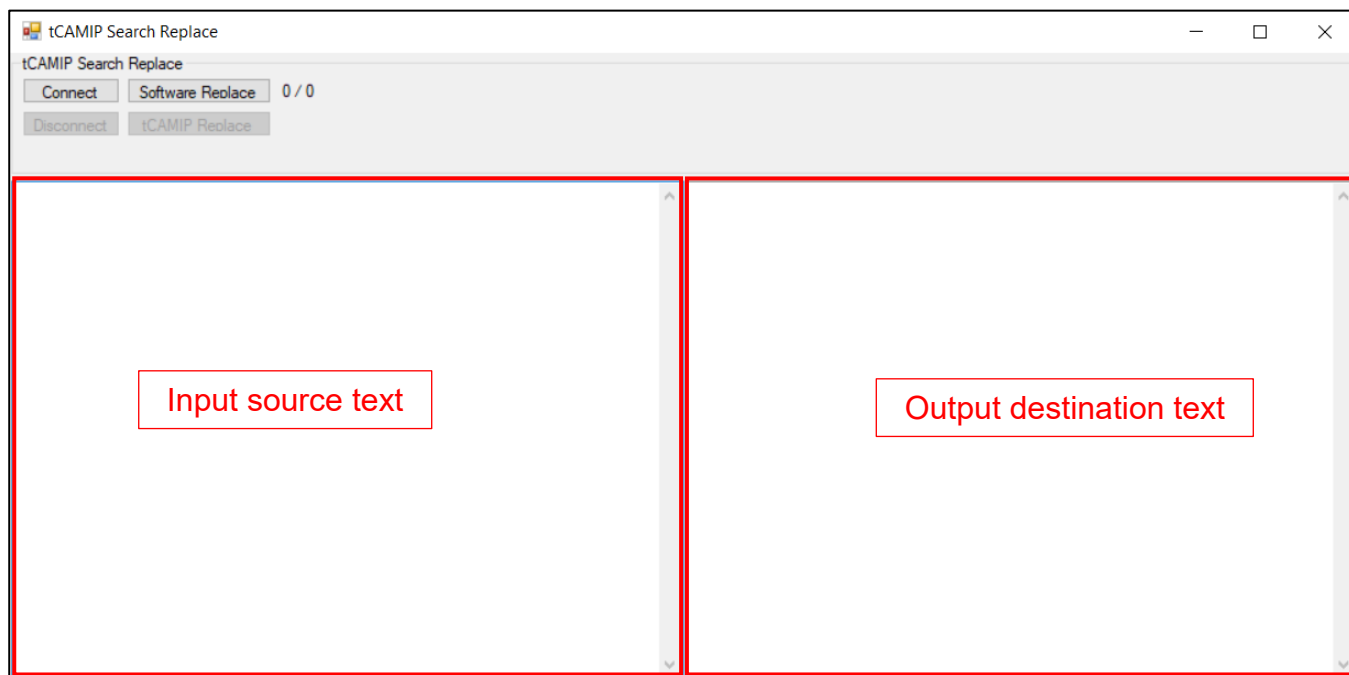 tCAMIP Search Replace
tCAMIP Search Replace
Connect Software Replace 0 / 0
Disconnect tCAMIP Replace
Input source text
Output destination text